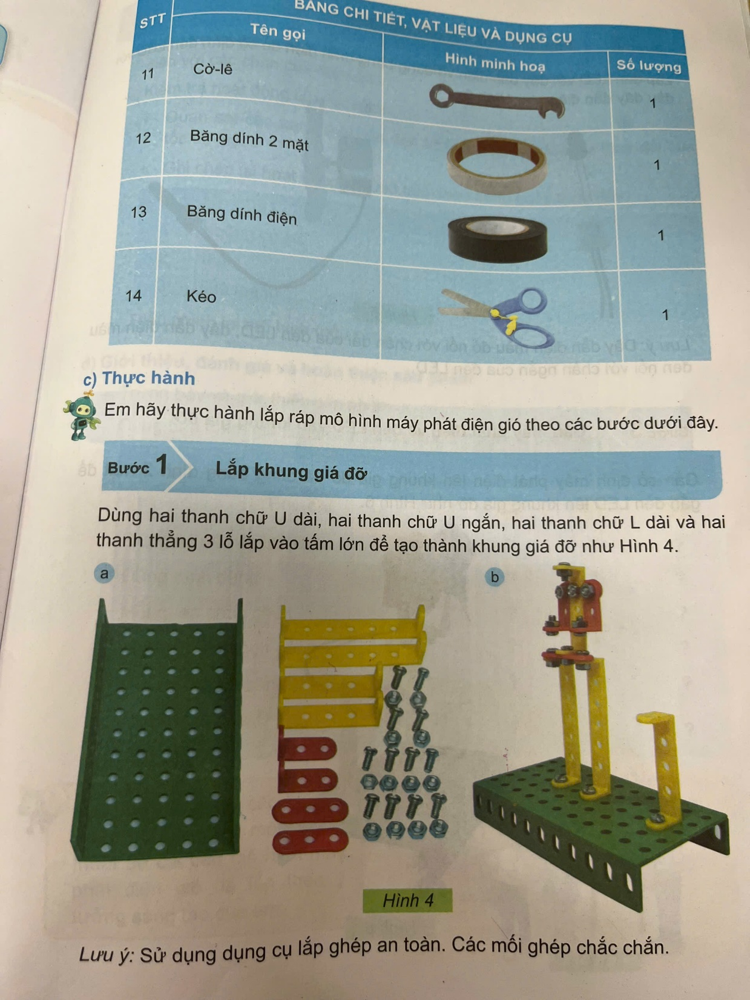 BẢNG CHI TIẾT, VẬT LIỆU VÀ DỤNG CỤ
STT
Tên gọi
Hình minh hoạ
Số lượng
11
Cờ-lê
1
12
Băng dính 2 mặt
1
13
Băng dính điện
1
14
Kéo
1
c) Thực hành
Em hãy thực hành lắp ráp mô hình máy phát điện gió theo các bước dưới đây.
Bước 1
Lắp khung giá đỡ
Dùng hai thanh chữ U dài, hai thanh chữ U ngắn, hai thanh chữ L dài và hai
thanh thẳng 3 lỗ lắp vào tấm lớn để tạo thành khung giá đỡ như Hình 4.
a
b
Hình 4
Lưu ý: Sử dụng dụng cụ lắp ghép an toàn. Các mối ghép chắc chắn.